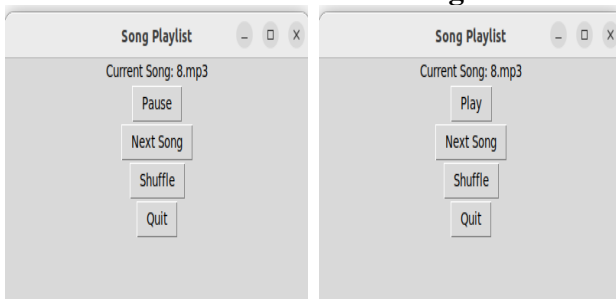 g
Song Playlist
Current Song: 8.mp3
Pause
Next Song
Shuffle
Quit
Song Playlist
Current Song: 8.mp3
Play
Next Song
Shuffle
Quit